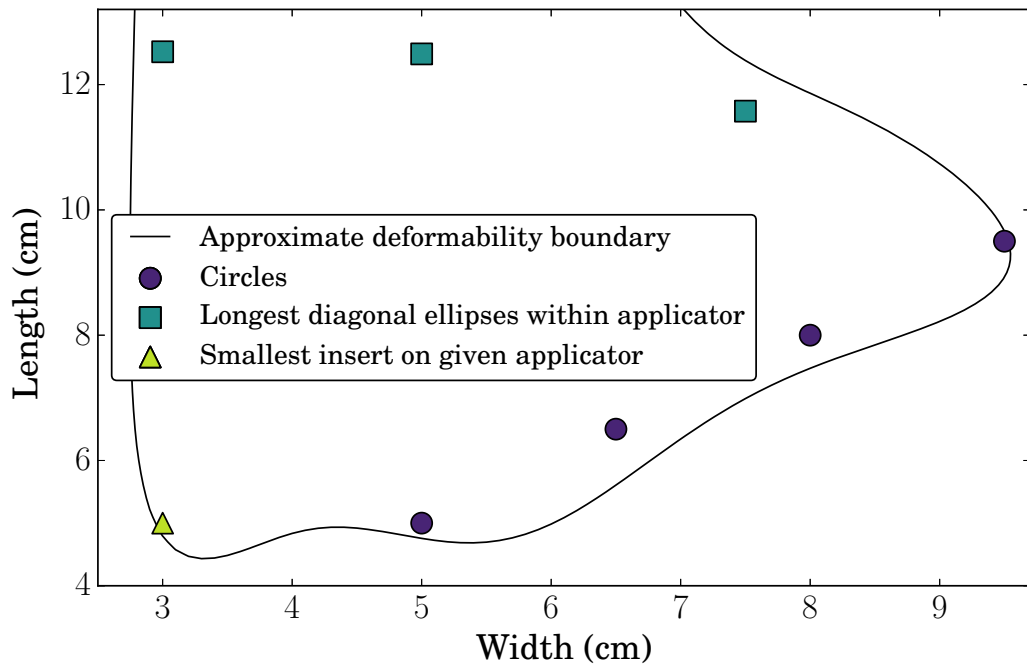 12
10
8
6
4
Length (cm)
Approximate deformability boundary
Circles
Longest diagonal ellipses within applicator
Smallest insert on given applicator
3 4 5 6 7 8 9
Width (cm)